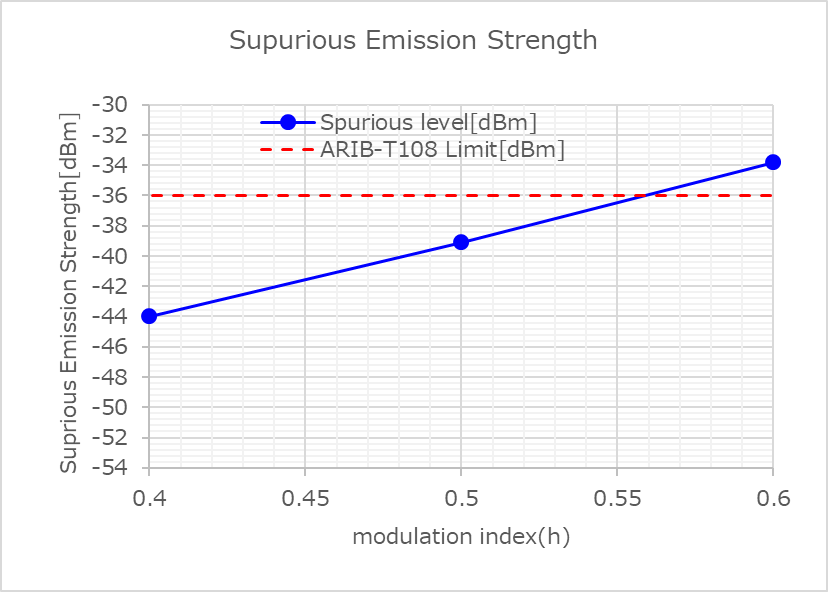 Supurious Emission Strength
Suprious Emission Strength[dBm]
-30
-32
-34
-36
-38
-40
-42
-44
-46
-48
-50
-52
-54
Spurious level[dBm]
ARIB-T108 Limit[dBm]
0.4 0.45 0.5 0.55 0.6
modulation index(h)